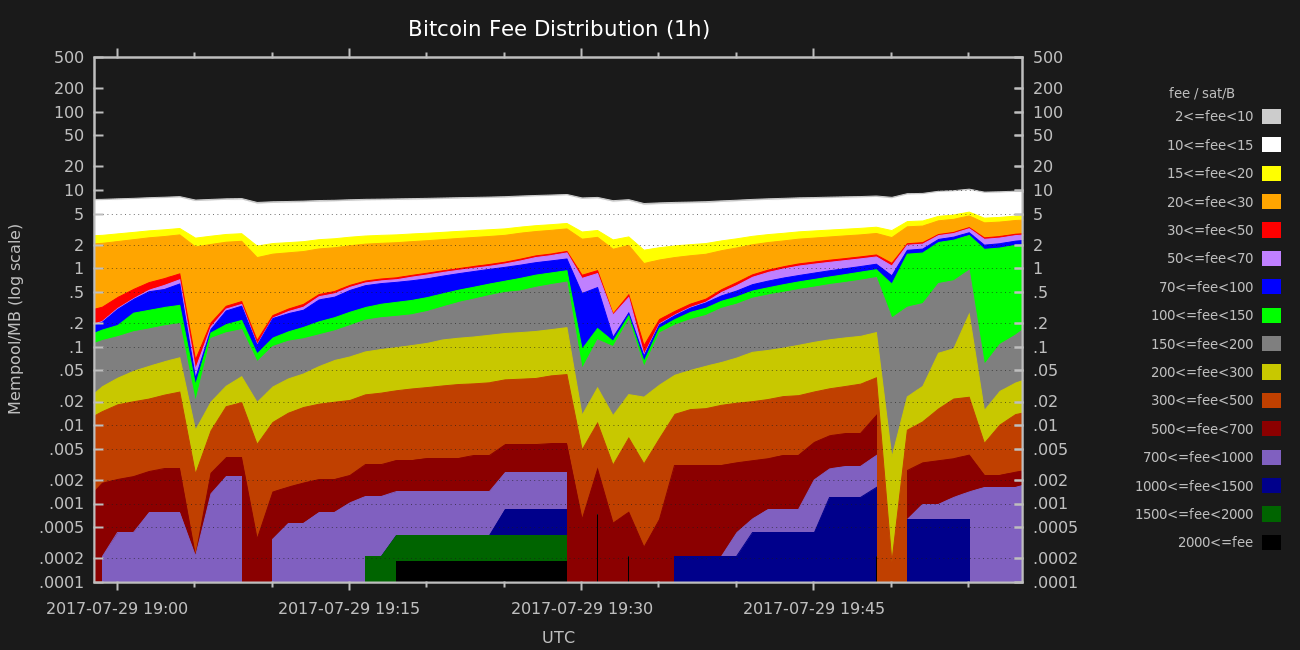 Bitcoin Fee Distribution (1h)
Mempool/MB (log scale)
500
200
100
50
20
10
5
2
1
.5
.2
.1
.05
.02
.01
.005
.002
.001
.0005
.0002
.0001
500
200
100
50
20
10
5
2
1
.5
.2
.1
.05
.02
.01
.005
.002
.001
.0005
.0002
.0001
2017-07-29 19:00
2017-07-29 19:15
2017-07-29 19:30
2017-07-29 19:45
UTC
fee / sat/B
2<=fee<10
10<=fee<15
15<=fee<20
20<=fee<30
30<=fee<50
50<=fee<70
70<=fee<100
100<=fee<150
150<=fee<200
200<=fee<300
300<=fee<500
500<=fee<700
700<=fee<1000
1000<=fee<1500
1500<=fee<2000
2000<=fee